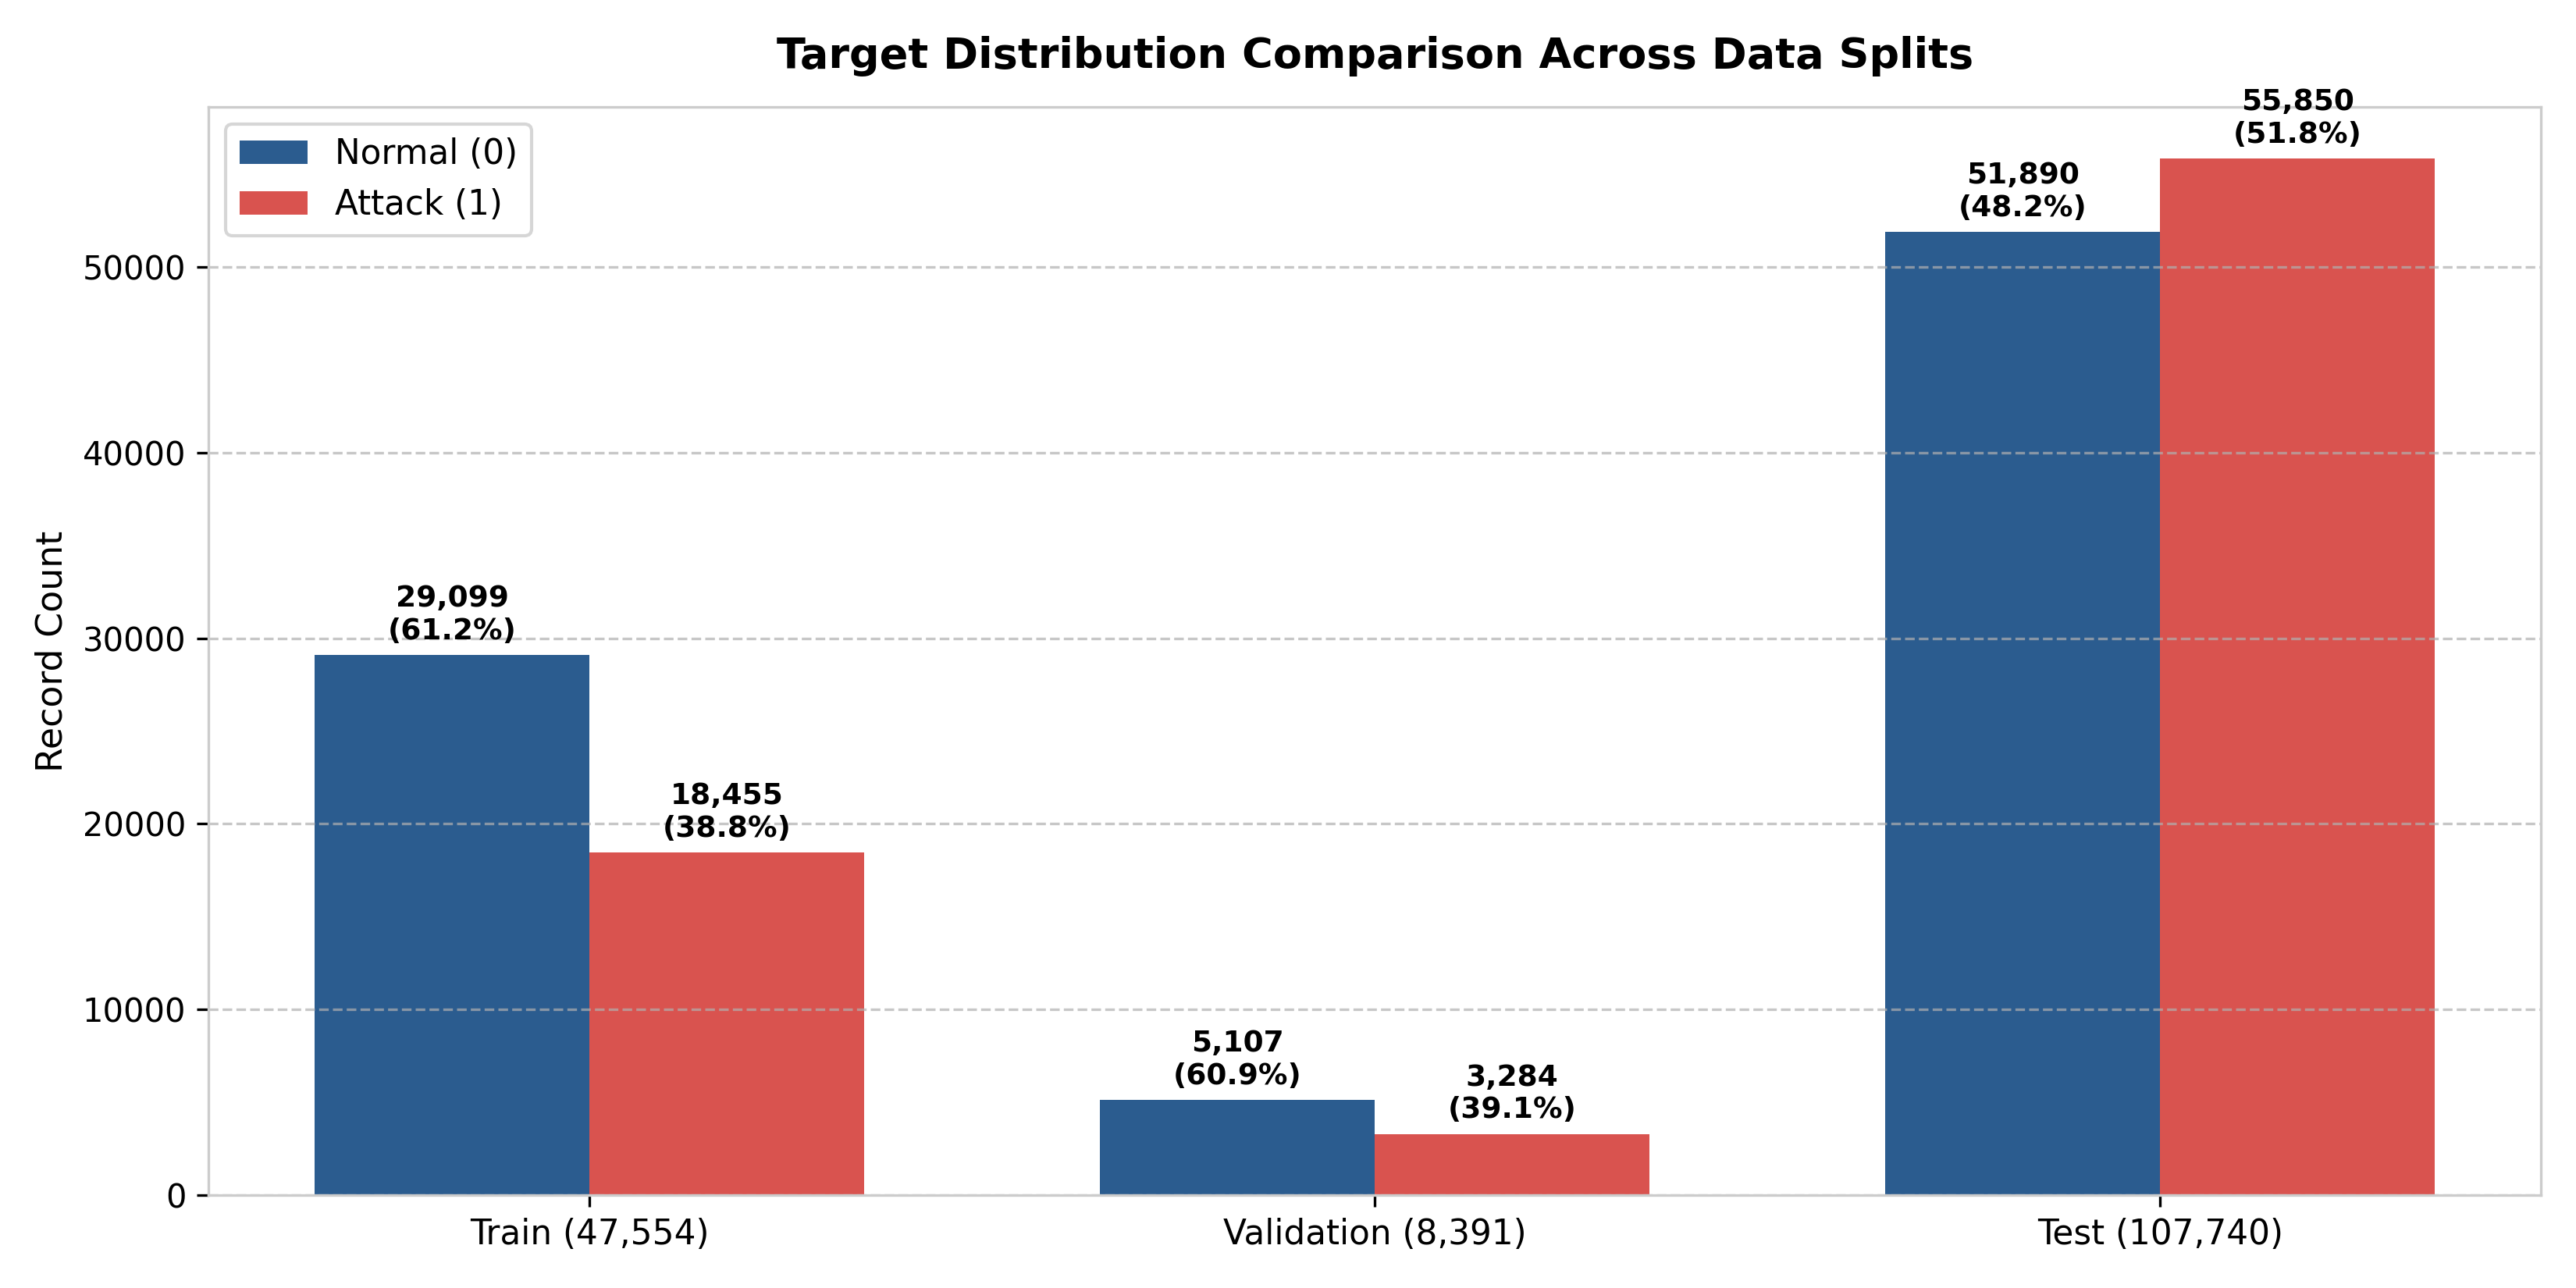 Target Distribution Comparison Across Data Splits
Normal (0)
Attack (1)
Record Count
50000
40000
30000
20000
10000
0
29,099
(61.2%)
18,455
(38.8%)
5,107
(60.9%)
3,284
(39.1%)
51,890
(48.2%)
55,850
(51.8%)
Train (47,554)
Validation (8,391)
Test (107,740)